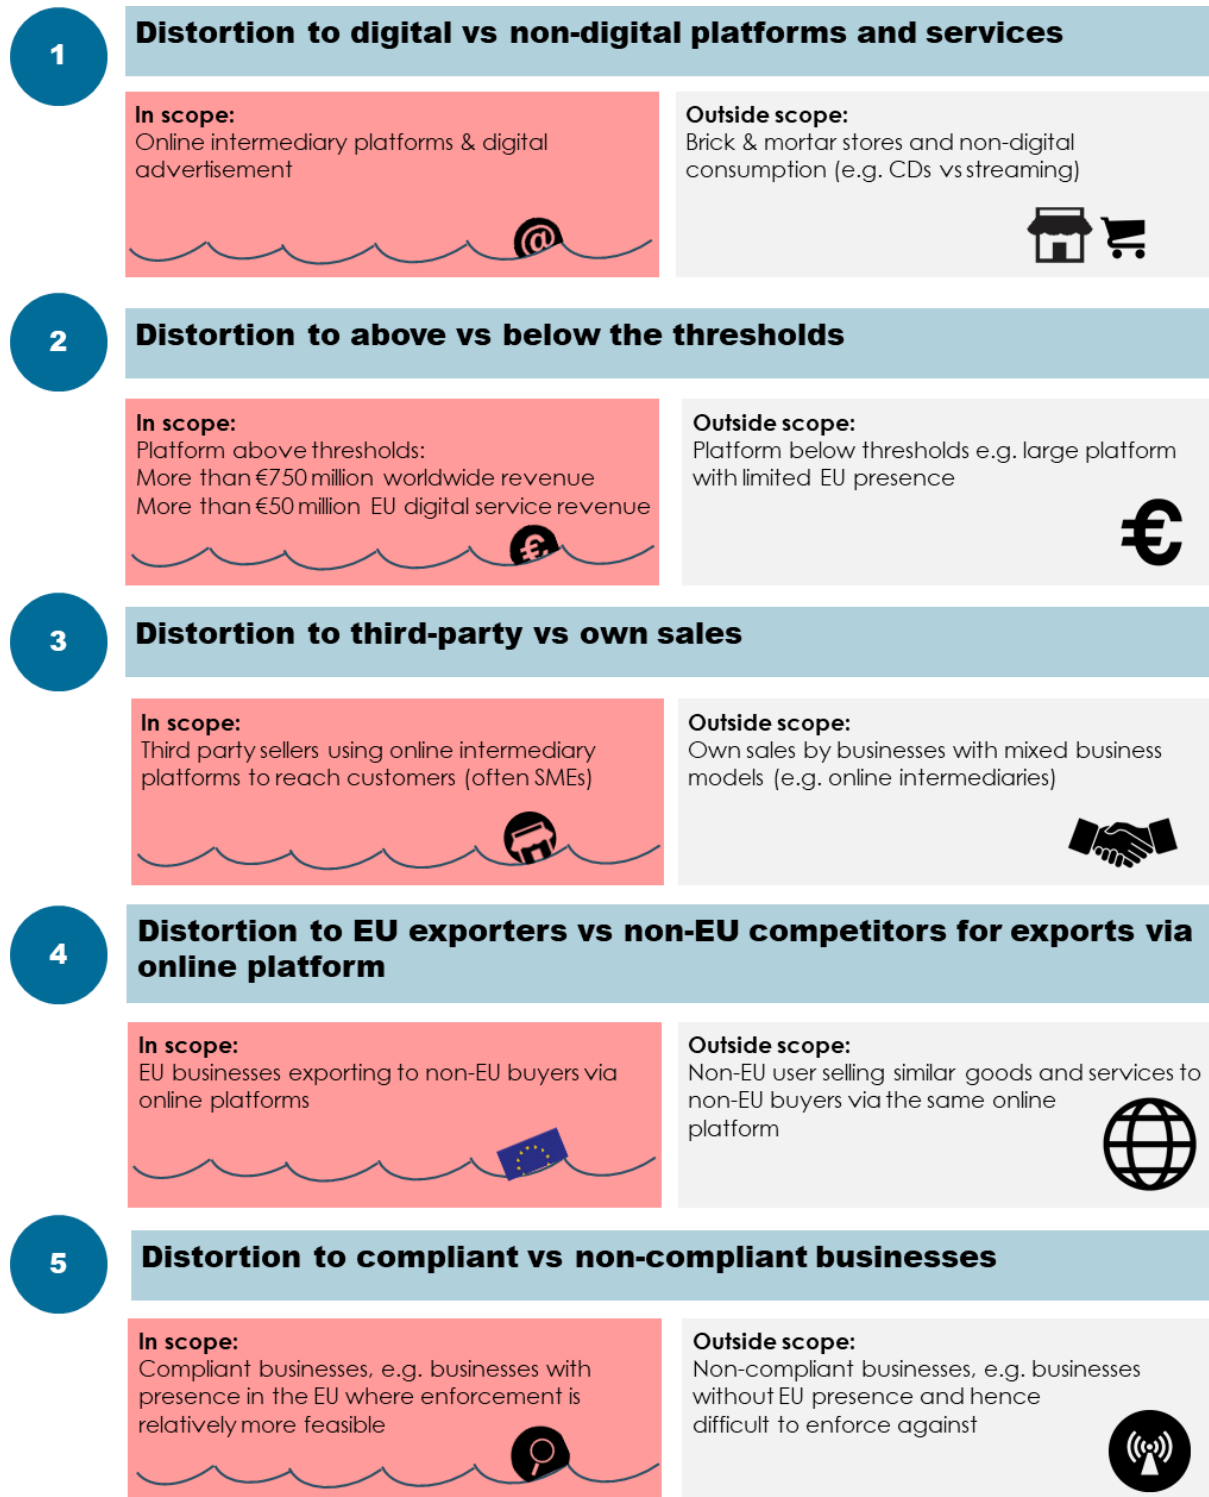 1
Distortion to digital vs non-digital platforms and services
In scope:
Online intermediary platforms & digital
advertisement
@
Outside scope:
Brick & mortar stores and non-digital
consumption (e.g. CDs vs streaming)
2
Distortion to above vs below the thresholds
In scope:
Platform above thresholds:
More than €750 million worldwide revenue
More than €50 million EU digital service revenue
€
Outside scope:
Platform below thresholds e.g. large platform
with limited EU presence
€
3
Distortion to third-party vs own sales
In scope:
Third party sellers using online intermediary
platforms to reach customers (often SMEs)
Outside scope:
Own sales by businesses with mixed business
models (e.g. online intermediaries)
4
Distortion to EU exporters vs non-EU competitors for exports via
online platform
In scope:
EU businesses exporting to non-EU buyers via
online platforms
Outside scope:
Non-EU user selling similar goods and services to
non-EU buyers via the same online
platform
5
Distortion to compliant vs non-compliant businesses
In scope:
Compliant businesses, e.g. businesses with
presence in the EU where enforcement is
relatively more feasible
Outside scope:
Non-compliant businesses, e.g. businesses
without EU presence and hence
difficult to enforce against